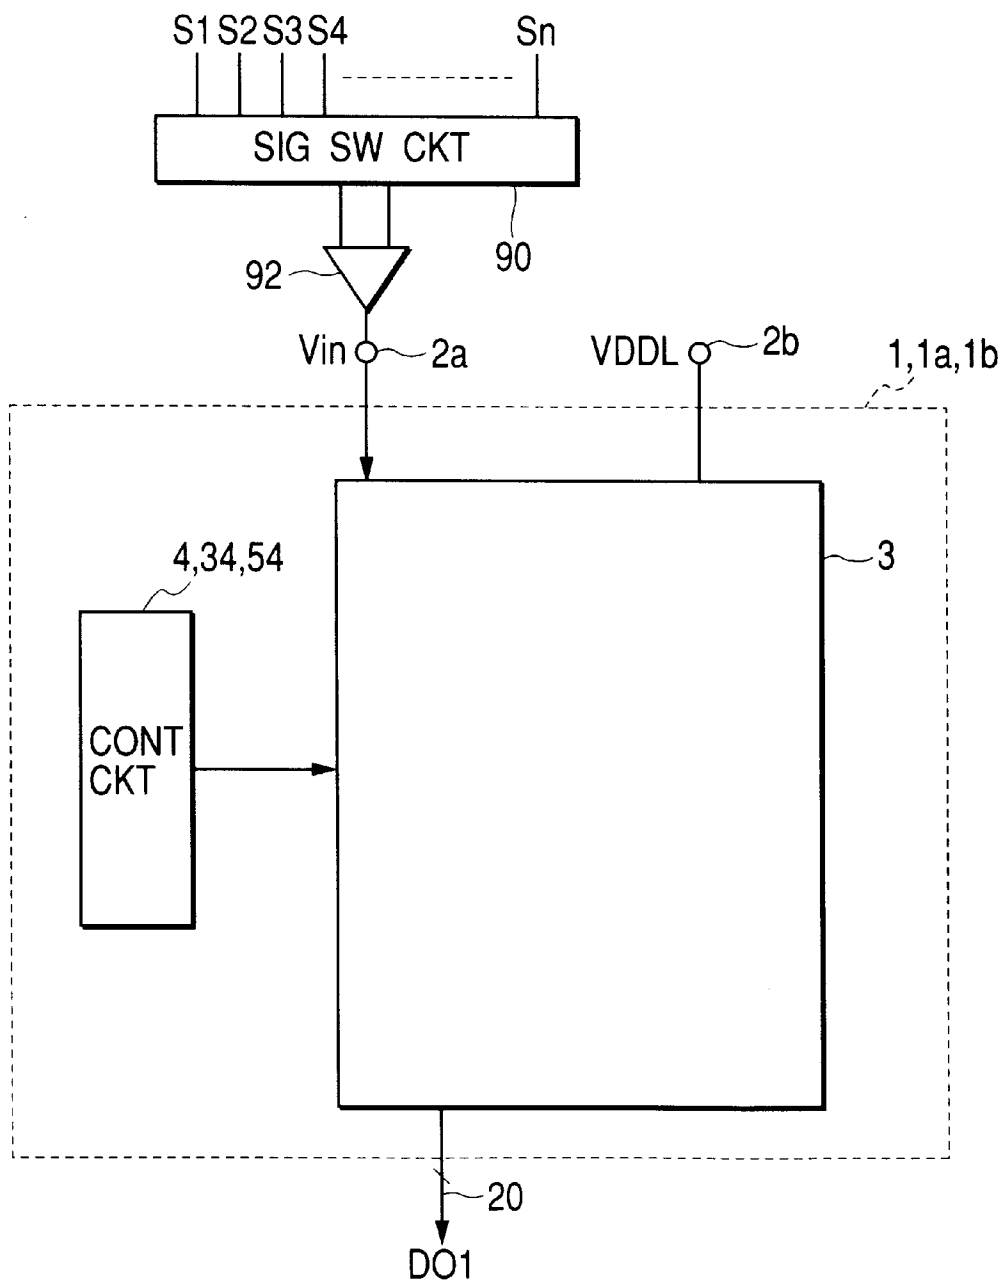 S1 S2 S3 S4 Sn
SIG SW CKT
90
92
Vin
2a
VDDL
2b
1,1a,1b
3
4,34,54
CONT
CKT
20
DO1